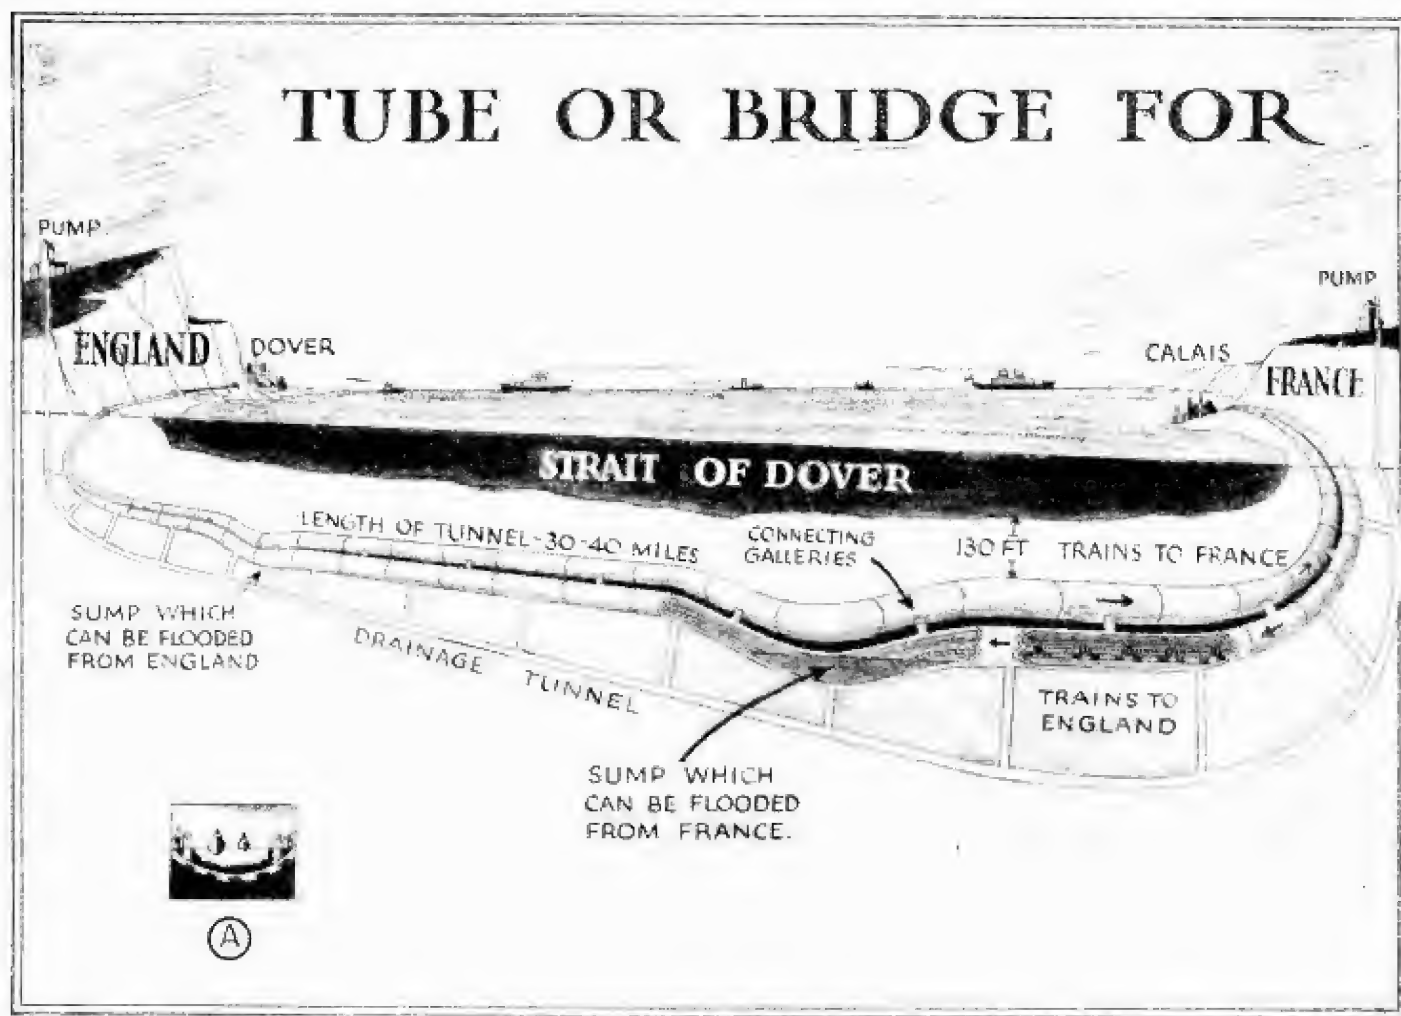 TUBE OR BRIDGE FOR
PUMP.
PUMP
ENGLAND
DOVER
CALAIS
FRANCE
STRAIT OF DOVER
LENGTH OF TUNNEL-30-40 MILES
CONNECTING
GALLERIES
130 FT
TRAINS TO FRANCE
SUMP WHICH
CAN BE FLOODED
FROM ENGLAND
DRAINAGE TUNNEL
TRAINS TO
ENGLAND
SUMP WHICH
CAN BE FLOODED
FROM FRANCE.
A